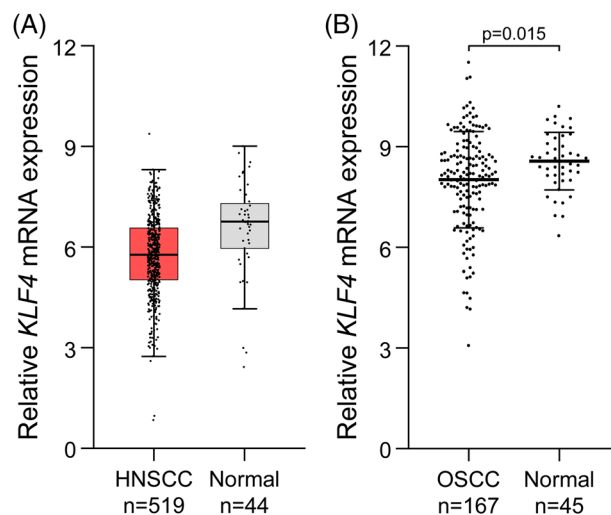 (A)
Relative KLF4 mRNA expression
12
9
6
3
0
HNSCC
Normal
n=519
n=44
(B)
p=0.015
Relative KLF4 mRNA expression
12
9
6
3
0
OSCC
Normal
n=167
n=45